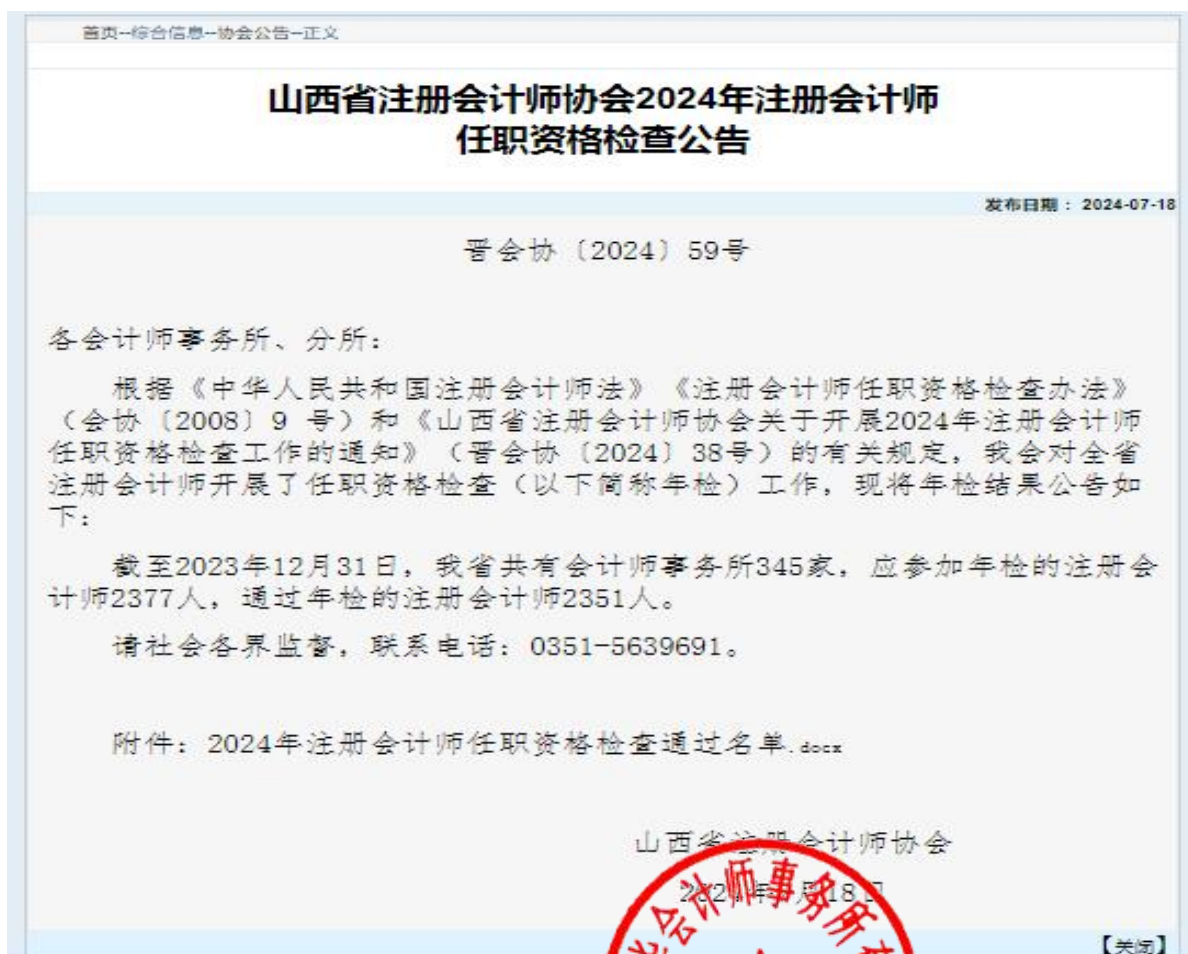 首页--综合信息--协会公告--正文
山西省注册会计师协会2024年注册会计师
任职资格检查公告
发布日期： 2024-07-18
晋会协〔2024〕59号
各会计师事务所、分所：
根据《中华人民共和国注册会计师法》《注册会计师任职资格检查办法》
（会协〔2008〕9 号）和《山西省注册会计师协会关于开展2024年注册会计师
任职资格检查工作的通知》（晋会协〔2024〕38号）的有关规定，我会对全省
注册会计师开展了任职资格检查（以下简称年检）工作，现将年检结果公告如
下：
截至2023年12月31日，我省共有会计师事务所345家，应参加年检的注册会
计师2377人，通过年检的注册会计师2351人。
请社会各界监督，联系电话：0351-5639691。
附件：2024年注册会计师任职资格检查通过名单.docx
山西省注册会计师协会
2024年 月18日
会计师事务所
【关闭】